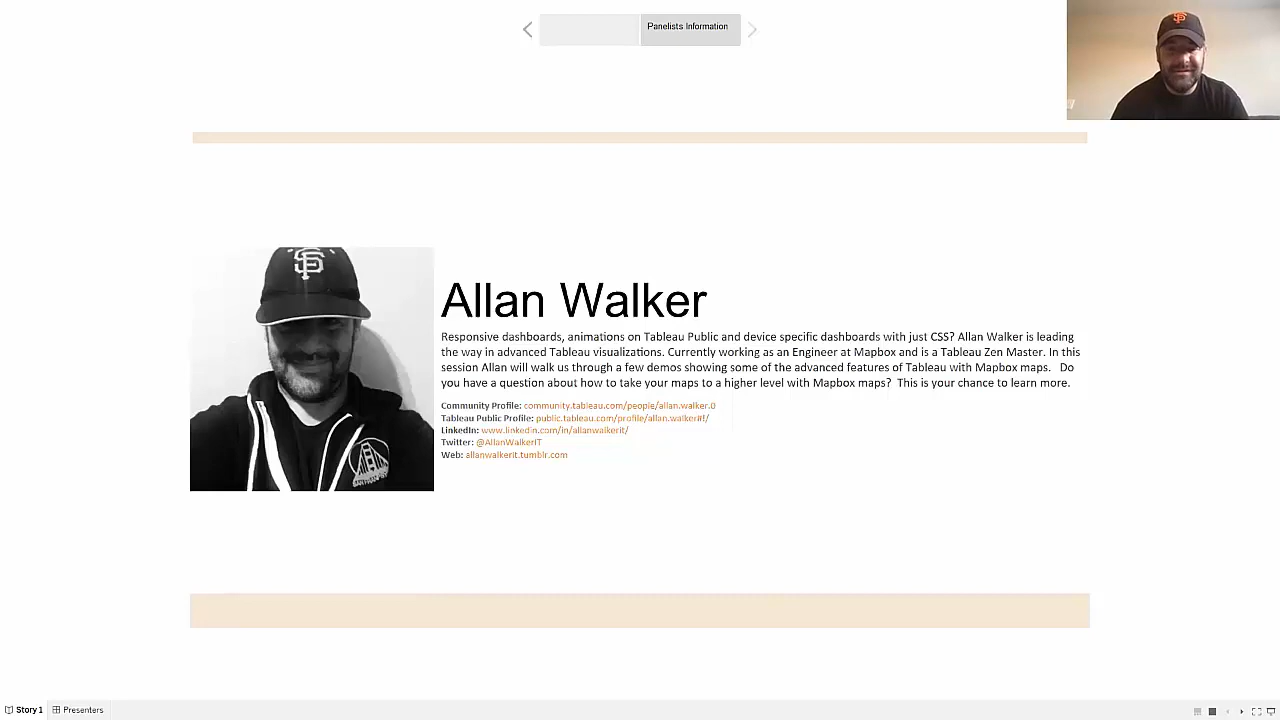 Panelists Information
SF
SF
Allan Walker
Responsive dashboards, animations on Tableau Public and device specific dashboards with just CSS? Allan Walker is leading
the way in advanced Tableau visualizations. Currently working as an Engineer at Mapbox and is a Tableau Zen Master. In this
session Allan will walk us through a few demos showing some of the advanced features of Tableau with Mapbox maps. Do
you have a question about how to take your maps to a higher level with Mapbox maps? This is your chance to learn more.
Community Profile: community.tableau.com/people/allan.walker.0
Tableau Public Profile: public.tableau.com/profile/allan.walker#!/
LinkedIn: www.linkedin.com/in/allanwalkerit/
Twitter: @AllanWalkerIT
Web: allanwalkerit.tumblr.com
Story 1
Presenters